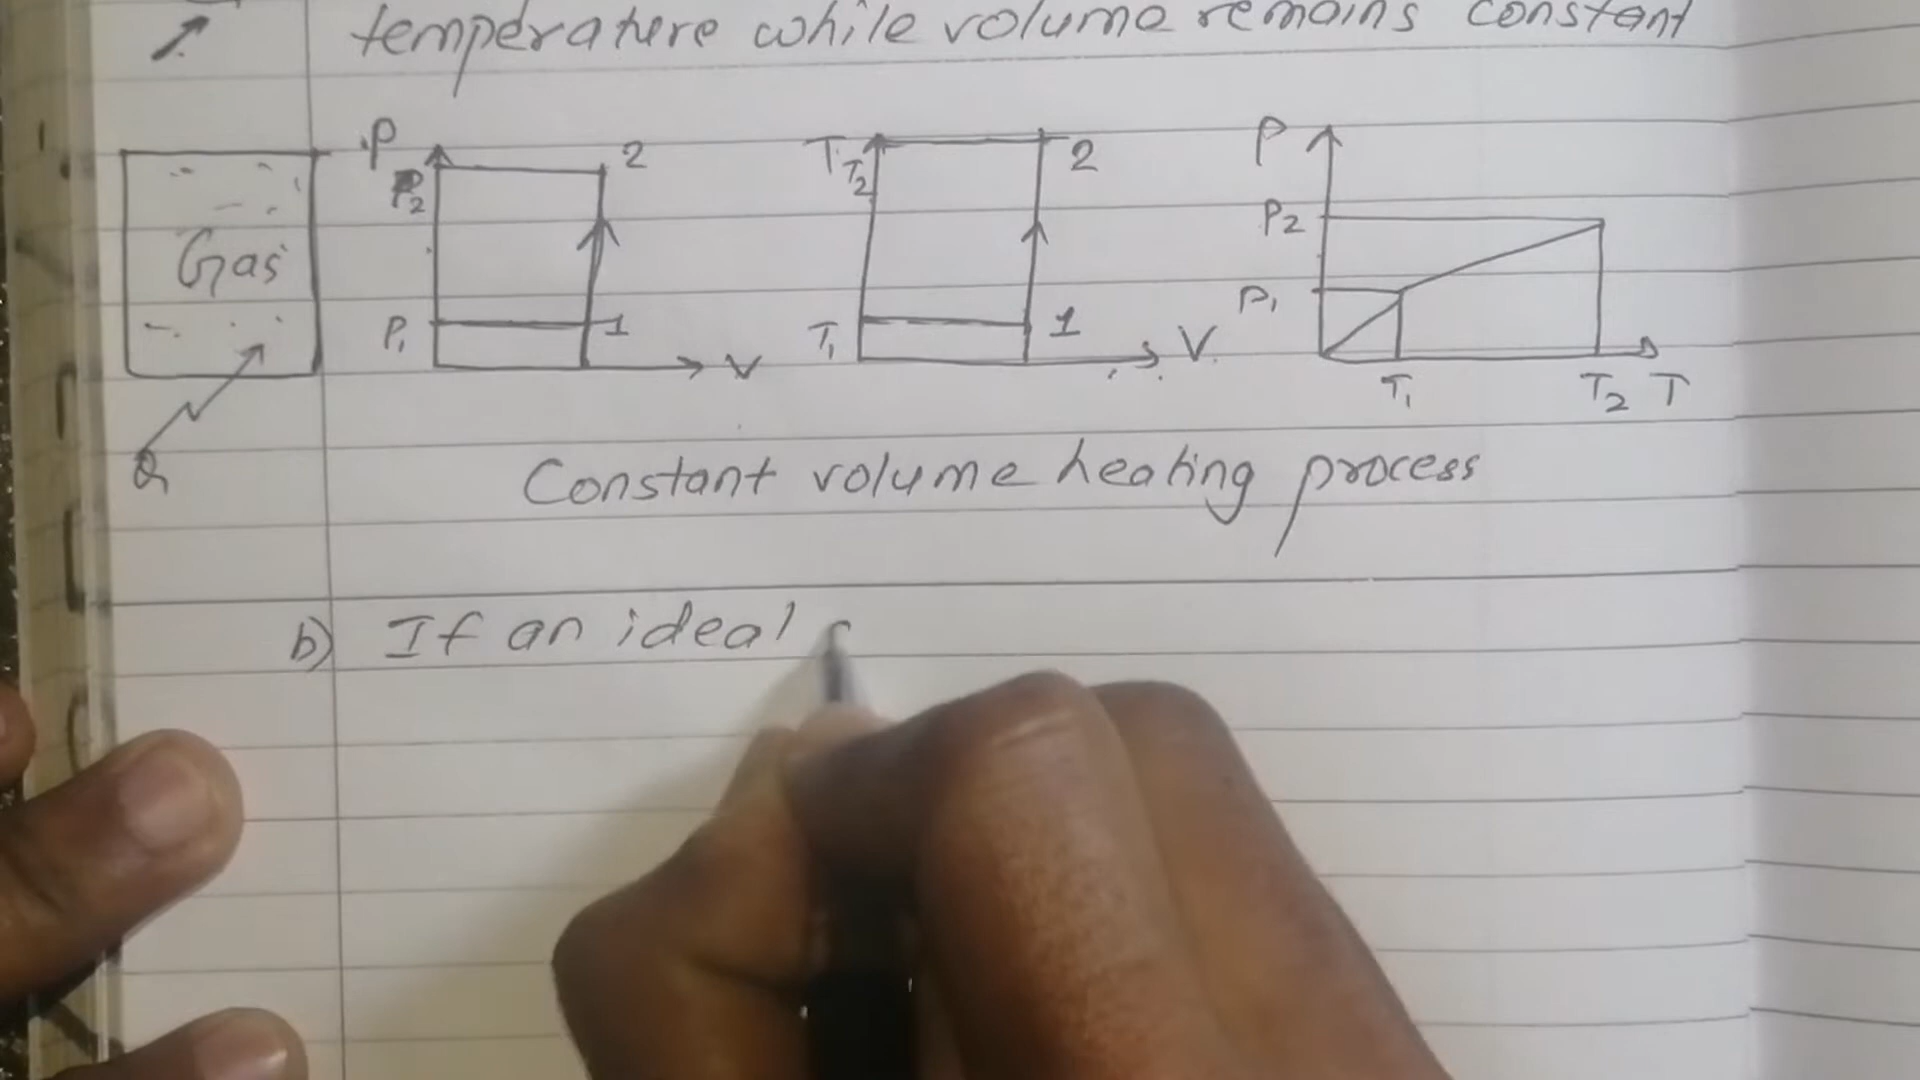 temperature while volume remains constant
Gas
Q
P
P2
P1
2
1
V
T
T2
T1
2
1
V
P
P2
P1
T1
T2 T
Constant volume heating process
b) If an ideal